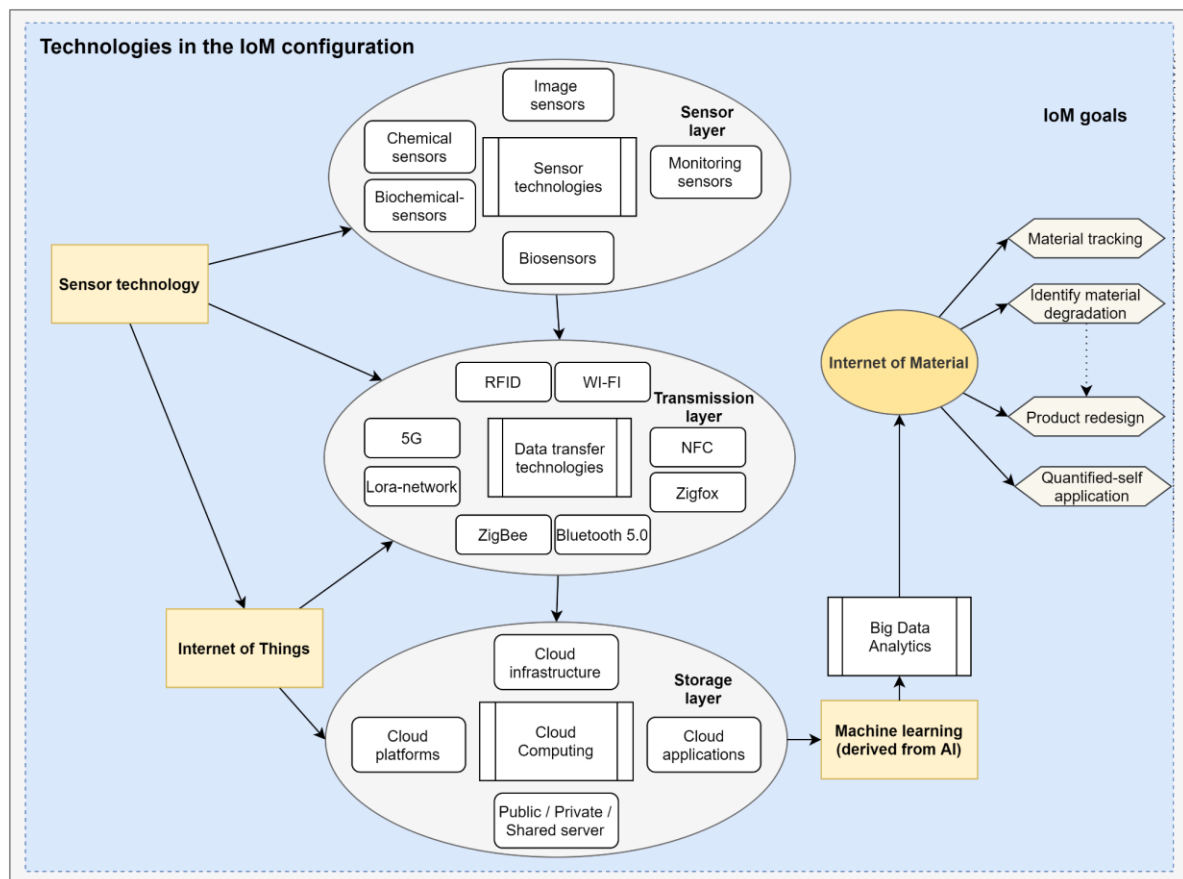 Technologies in the IoM configuration
Image
sensors
Sensor
layer
IoM goals
Chemical
sensors
Sensor
technologies
Monitoring
sensors
Biochemical-
sensors
Biosensors
Material tracking
Sensor technology
Identify material
degradation
Internet of Material
RFID
WI-FI
Transmission
layer
Product redesign
5G
Data transfer
technologies
NFC
Lora-network
Zigfox
Quantified-self
application
ZigBee
Bluetooth 5.0
Internet of Things
Big Data
Analytics
Cloud
infrastructure
Storage
layer
Cloud
platforms
Cloud
Computing
Cloud
applications
Machine learning
(derived from AI)
Public / Private /
Shared server